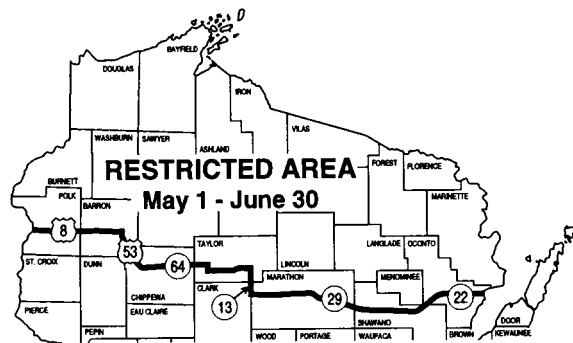 BAYFIELD
DOUGLAS
IRON
VILAS
WASHBURN
SAWYER
ASHLAND
FOREST
FLORENCE
RESTRICTED AREA
May 1 - June 30
BURNETT
POLK
BARRON
MARINETTE
8
53
64
TAYLOR
LINCOLN
LANGLADE
OCONTO
ST. CROIX
DUNN
CHIPPEWA
CLARK
MARATHON
MENOMINEE
13
29
22
PIERCE
PEPIN
EAU CLAIRE
WOOD
PORTAGE
SHAWANO
WAUPACA
BROWN
DOOR
KEWAUNEE